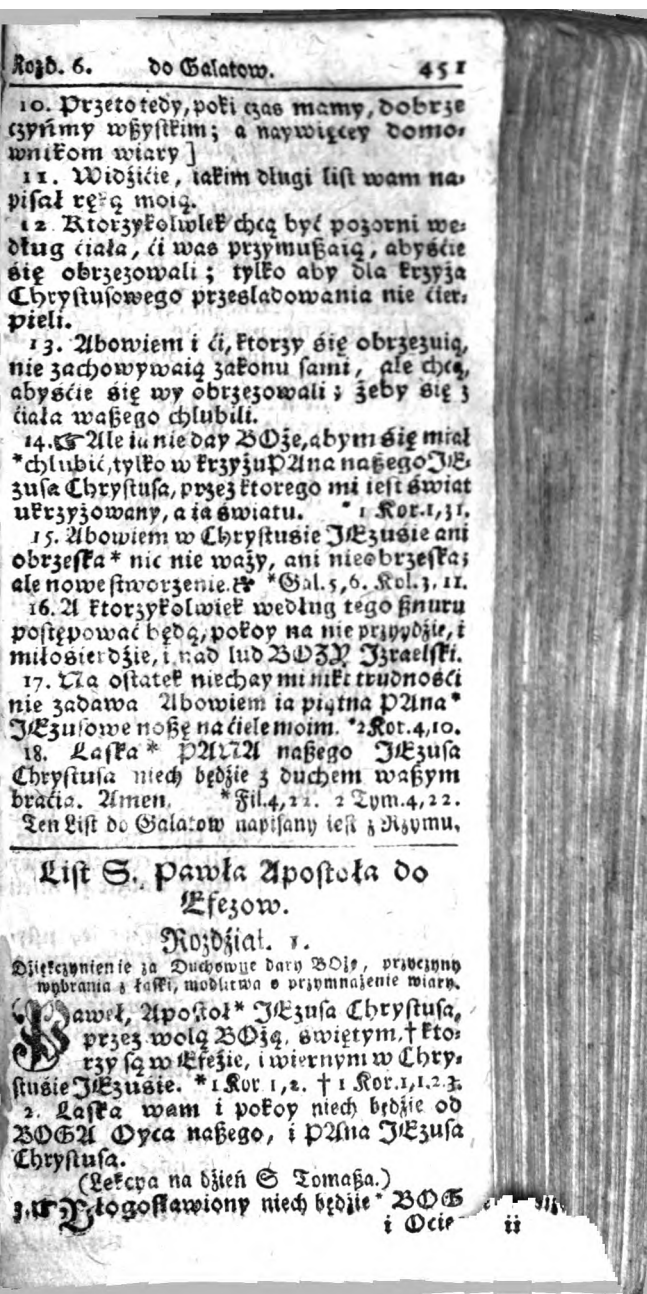 Rozd. 6. do Galatow. 451
10. Przeto tedy, poki czas mamy, dobrze
czyńmy wßystkim; a naywięcey domo-
wnikom wiary]
11. Widźićie, iakim długi list wam na-
pisał ręką moią.
12 Ktorzykolwiek chcą być pozorni we-
dług ćiała, ći was przymußaią, abyśćie
się obrzezowali; tylko aby dla krzyża
Chrystusowego prześladowania nie ćier-
pieli.
13. Abowiem i ći, ktorzy się obrzezuią,
nie zachowywaią zakonu sami, ale chcą,
abyśćie się wy obrzezowali; żeby się z
ćiała waßego chlubili.
14.☞Ale ia nie day BOże, abym się miał
*chlubić, tylko w krzyżu PAna naßego JE-
zusa Chrystusa, przez ktorego mi iest świat
ukrzyżowany, a ia światu. *1 Kor.1,31.
15. Abowiem w Chrystusie JEzusie ani
obrzeska* nic nie waży, ani nieobrzeska;
ale nowe stworzenie. *Gal.5,6. Kol.3,11.
16. A ktorzykolwiek według tego ßnuru
postępować będą, pokoy na nie przyydźie, i
miłosierdźie, i nad lud BOZY Izraelski.
17. Na ostatek niechay mi nikt trudnośći
nie zadawa Abowiem ia piątna PAna*
JEzusowe noßę na ćiele moim. *2 Kor.4,10.
18. Łaska* PANA naßego JEzusa
Chrystusa niech będźie z duchem waßym
braćia. Amen. *Fil.4,22. 2 Tym.4,22.
Ten List do Galatow napisany iest z Rzymu.
List S. Pawła Apostoła do
Efezow.
Rozdźiał. 1.
Dźiękczynienie za Duchowne dary BOże, przyczyny
wybrania z łaski, modlitwa o przymnażenie wiary.
Paweł, Apostoł* JEzusa Chrystusa,
przez wolą BOżą, świętym,† kto-
rzy są w Efeźie, i wiernym w Chry-
stusie JEzusie. *1 Kor 1,2. † 1 Kor.1,1.2.3.
2. Łaska wam i pokoy niech będźie od
BOGA Oyca naßego, i PAna JEzusa
Chrystusa.
(Lekcya na dźień S Tomaßa.)
3.☞Błogosławiony niech będźie* BOG
i Ocie ii